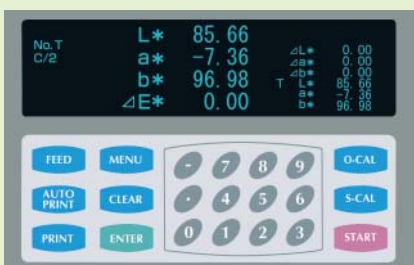 No. T
C/2
L* 85. 66
a* -7. 36
b* 96. 98
⊿E* 0. 00
⊿L* 0. 00
⊿a* 0. 00
⊿b* 0. 00
T L* 85. 66
a* -7. 36
b* 96. 98
FEED MENU - 7 8 9 O-CAL
AUTO PRINT CLEAR . 4 5 6 S-CAL
PRINT ENTER 0 1 2 3 START